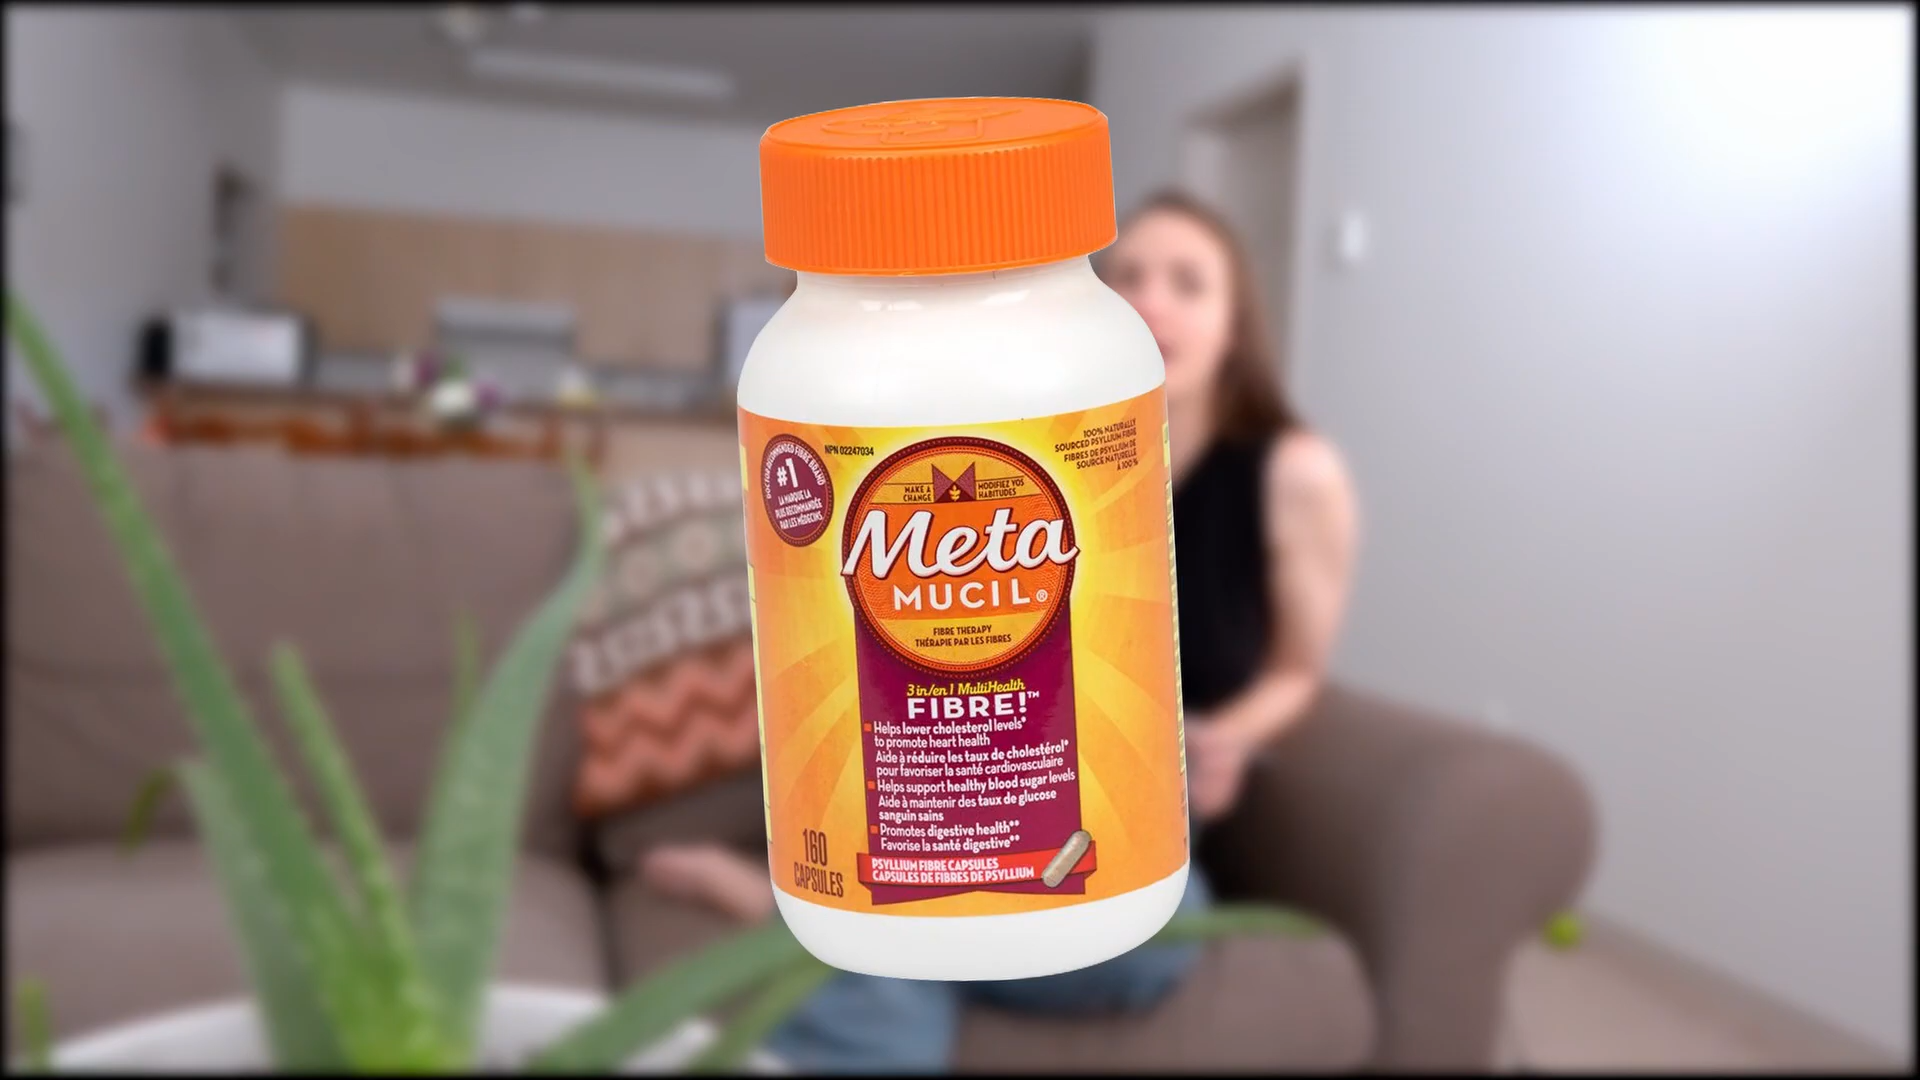 DOCTOR RECOMMENDED FIBRE BRAND
#1
LA MARQUE LA
PLUS RECOMMANDÉE
PAR LES MÉDECINS
NPN 02247034
100% NATURALLY
SOURCED PSYLLIUM FIBRE
FIBRES DE PSYLLIUM DE
SOURCE NATURELLE
À 100%
MAKE A
CHANGE
MODIFIEZ VOS
HABITUDES
Meta
MUCIL®
FIBRE THERAPY
THÉRAPIE PAR LES FIBRES
3 in/en 1 MultiHealth
FIBRE!™
Helps lower cholesterol levels*
to promote heart health
Aide à réduire les taux de cholestérol*
pour favoriser la santé cardiovasculaire
Helps support healthy blood sugar levels
Aide à maintenir des taux de glucose
sanguin sains
Promotes digestive health**
Favorise la santé digestive**
160
CAPSULES
PSYLLIUM FIBRE CAPSULES
CAPSULES DE FIBRES DE PSYLLIUM